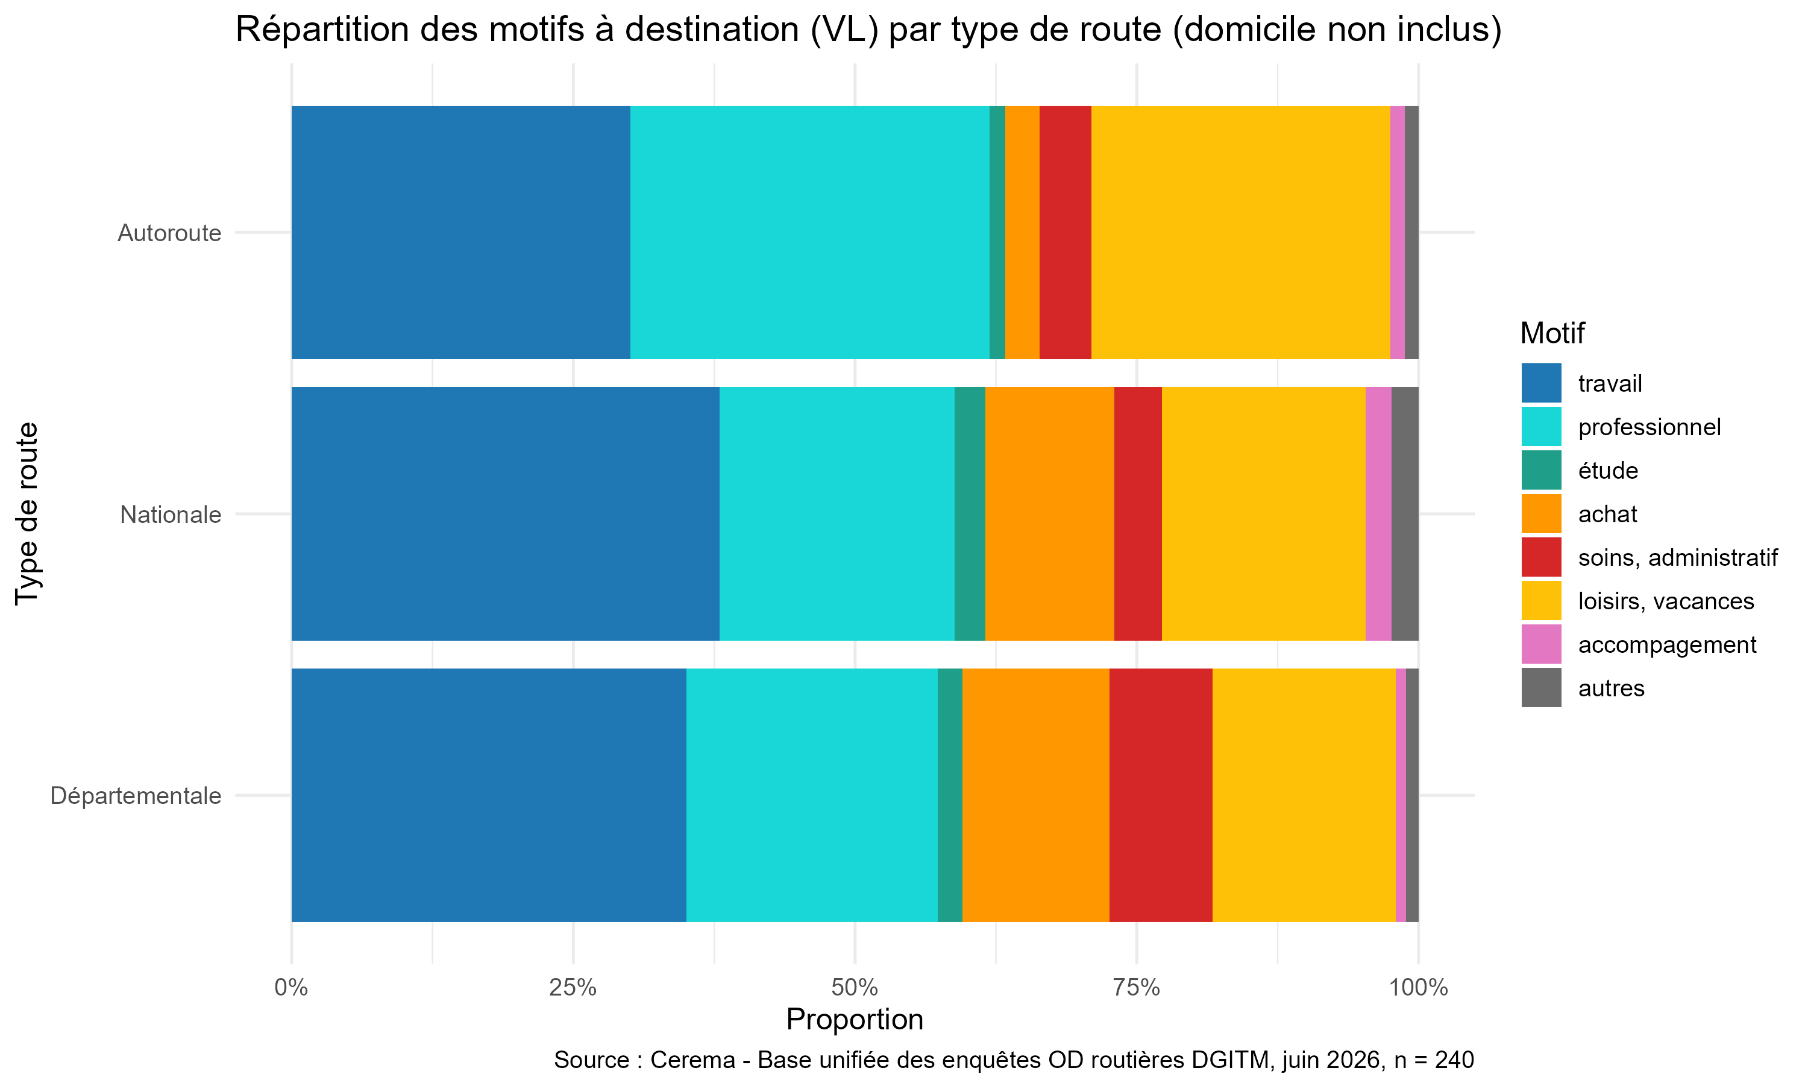 Répartition des motifs à destination (VL) par type de route (domicile non inclus)
Type de route
Autoroute
Nationale
Départementale
0%
25%
50%
75%
100%
Proportion
Motif
travail
professionnel
étude
achat
soins, administratif
loisirs, vacances
accompagement
autres
Source : Cerema - Base unifiée des enquêtes OD routières DGITM, juin 2026, n = 240